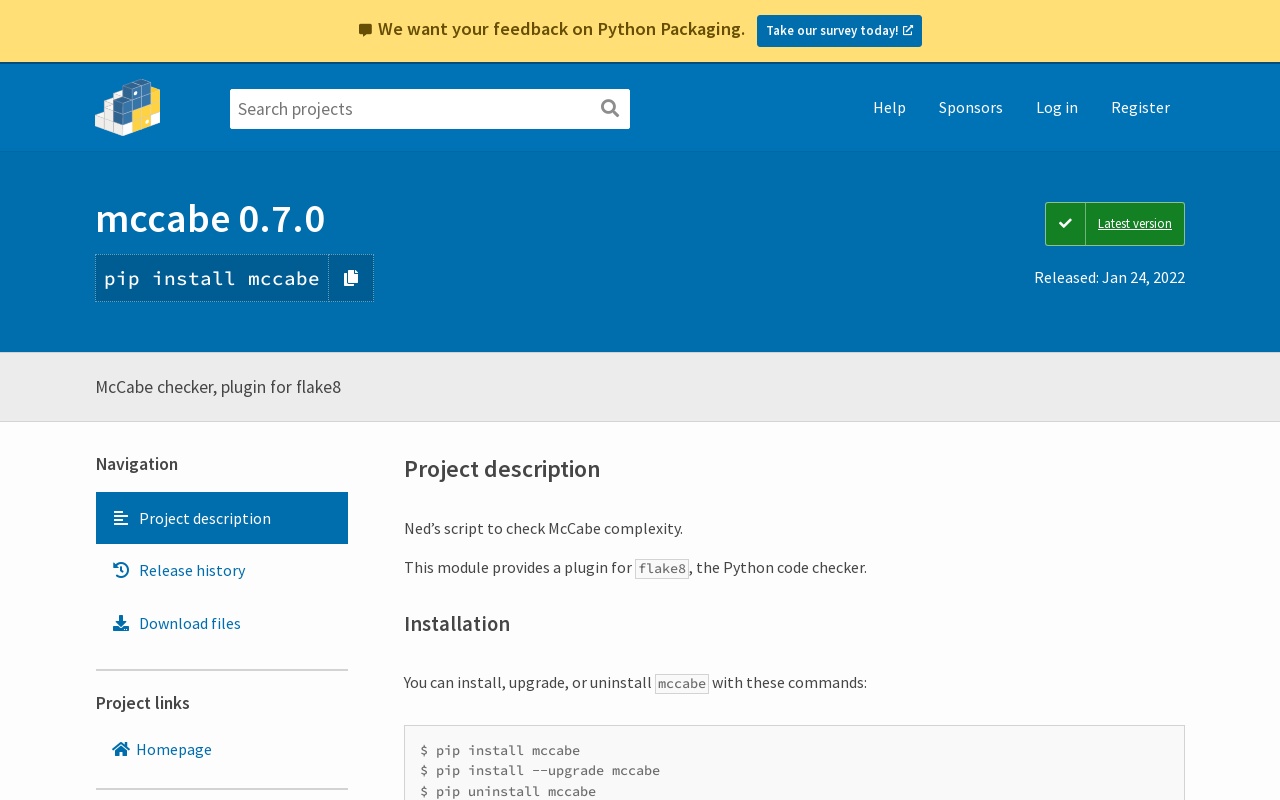 We want your feedback on Python Packaging. Take our survey today!
Search projects
Help Sponsors Log in Register
mccabe 0.7.0
Latest version
pip install mccabe
Released: Jan 24, 2022
McCabe checker, plugin for flake8
Navigation
Project description
Release history
Download files
Project links
Homepage
Project description
Ned’s script to check McCabe complexity.
This module provides a plugin for flake8, the Python code checker.
Installation
You can install, upgrade, or uninstall mccabe with these commands:
$ pip install mccabe
$ pip install --upgrade mccabe
$ pip uninstall mccabe